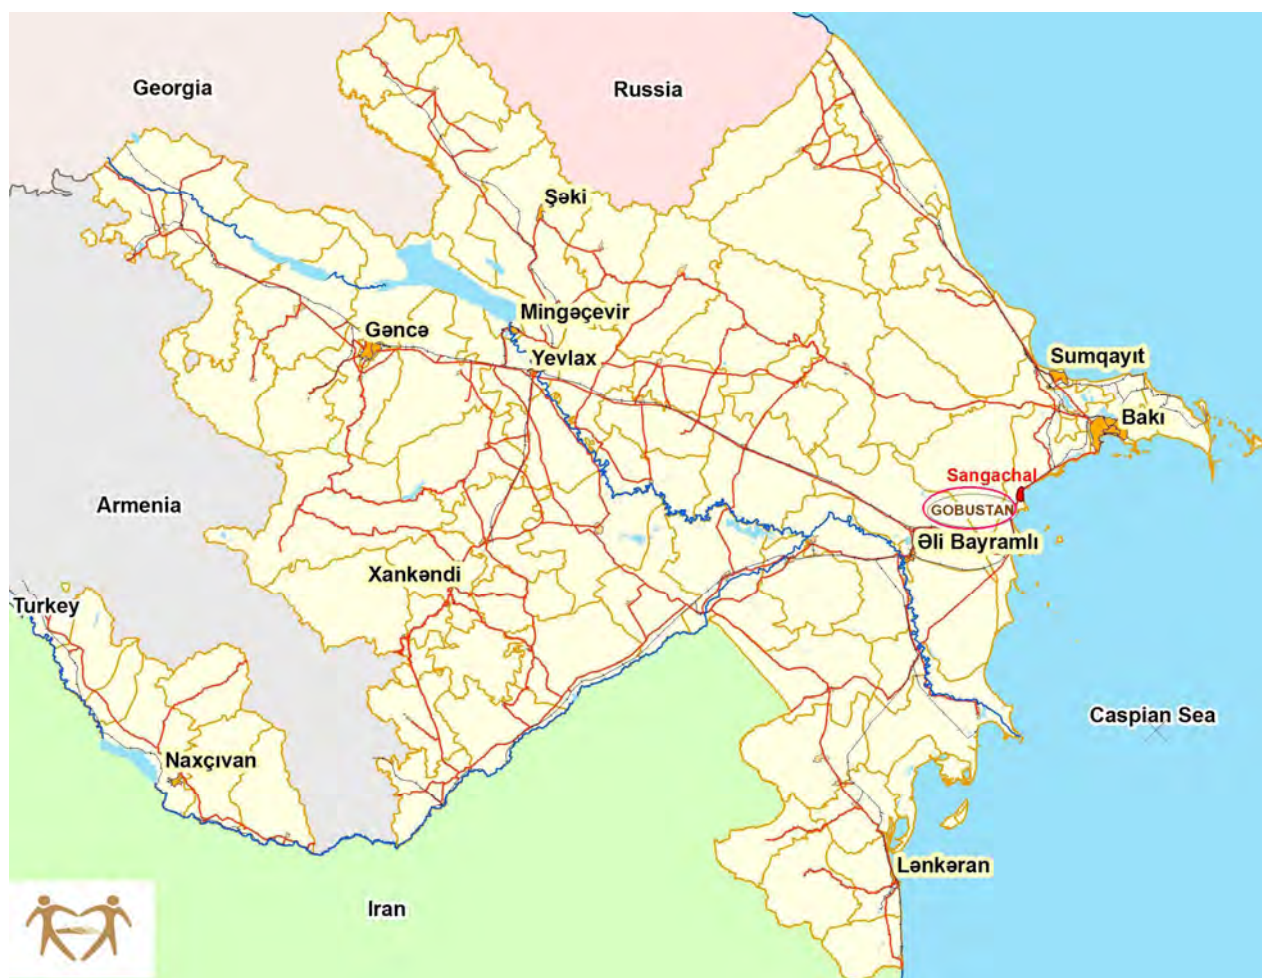 Georgia
Russia
Şəki
Mingəçevir
Gəncə
Yevlax
Sumqayıt
Bakı
Sangachal
Armenia
GOBUSTAN
Əli Bayramlı
Xankəndi
Turkey
Caspian Sea
Naxçıvan
Lənkəran
Iran